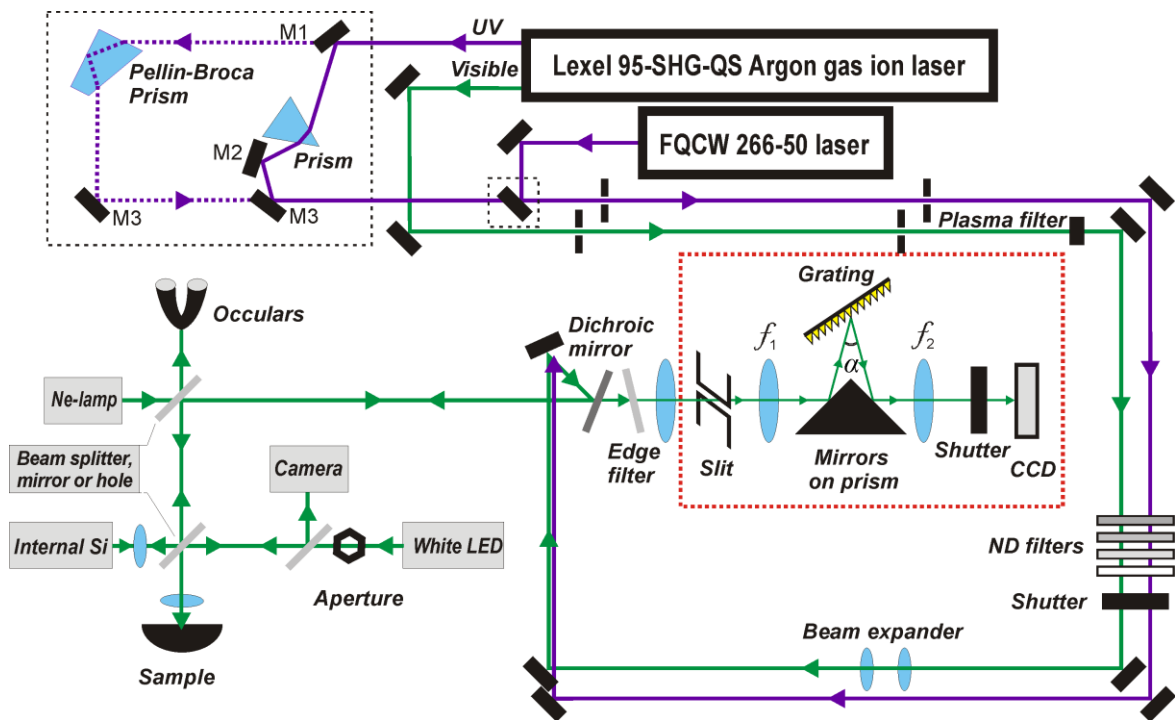 M1
UV
Lexel 95-SHG-QS Argon gas ion laser
Visible
Pellin-Broca
Prism
FQCW 266-50 laser
M2
Prism
M3
M3
Plasma filter
Grating
Occulars
Dichroic
mirror
f1
f2
α
Ne-lamp
Edge
filter
Slit
Mirrors
on prism
Shutter
CCD
Beam splitter,
mirror or hole
Camera
Internal Si
White LED
Aperture
ND filters
Shutter
Beam expander
Sample